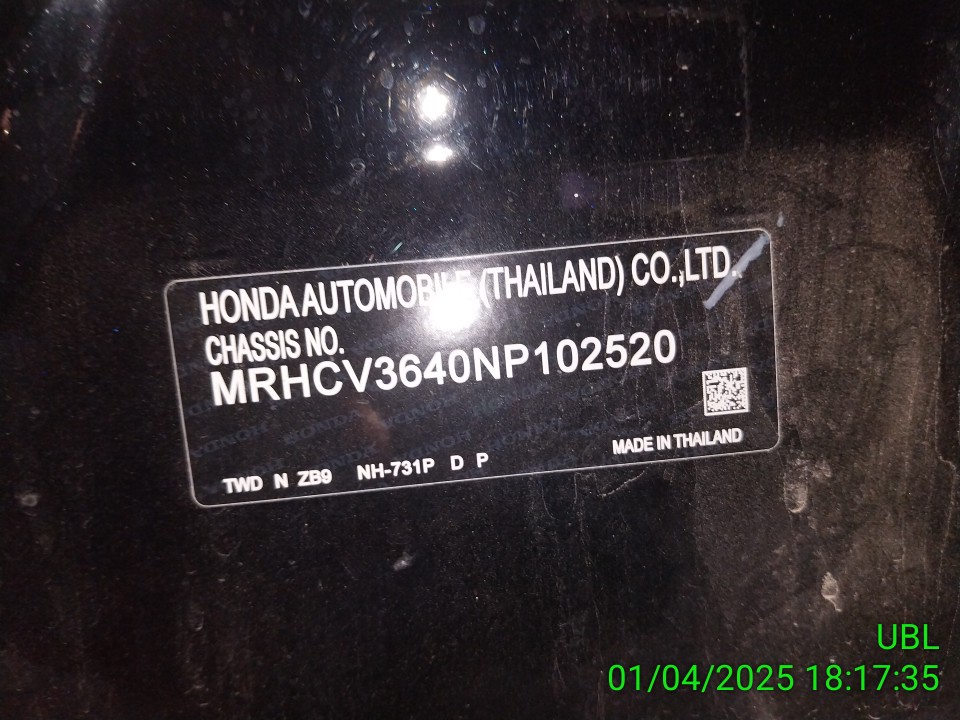 HONDA AUTOMOBILE (THAILAND) CO.,LTD.
CHASSIS NO.
MRHCV3640NP102520
MADE IN THAILAND
TWD N ZB9 NH-731P D P
UBL
01/04/2025 18:17:35